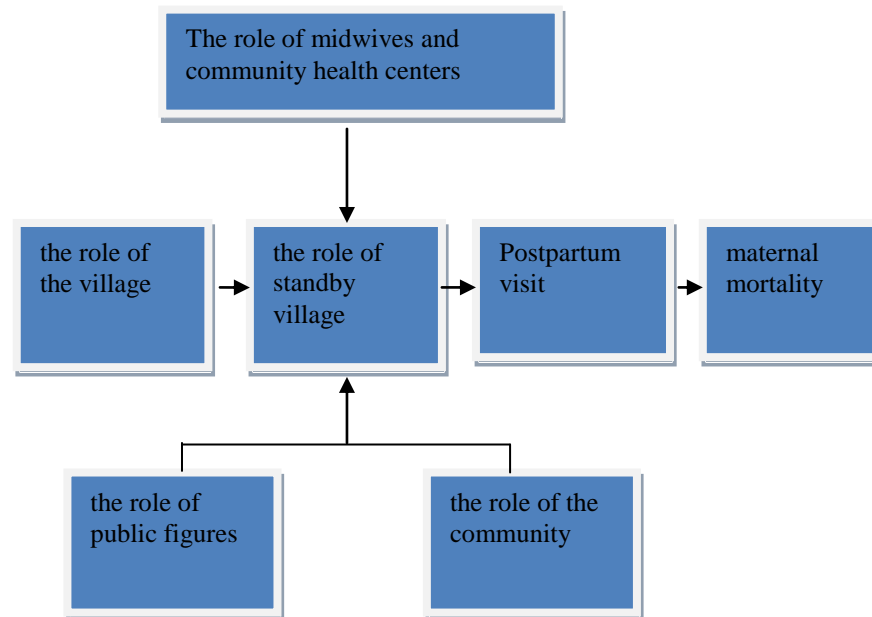 The role of midwives and
community health centers
the role of
the village
the role of
standby
village
Postpartum
visit
maternal
mortality
the role of
public figures
the role of the
community